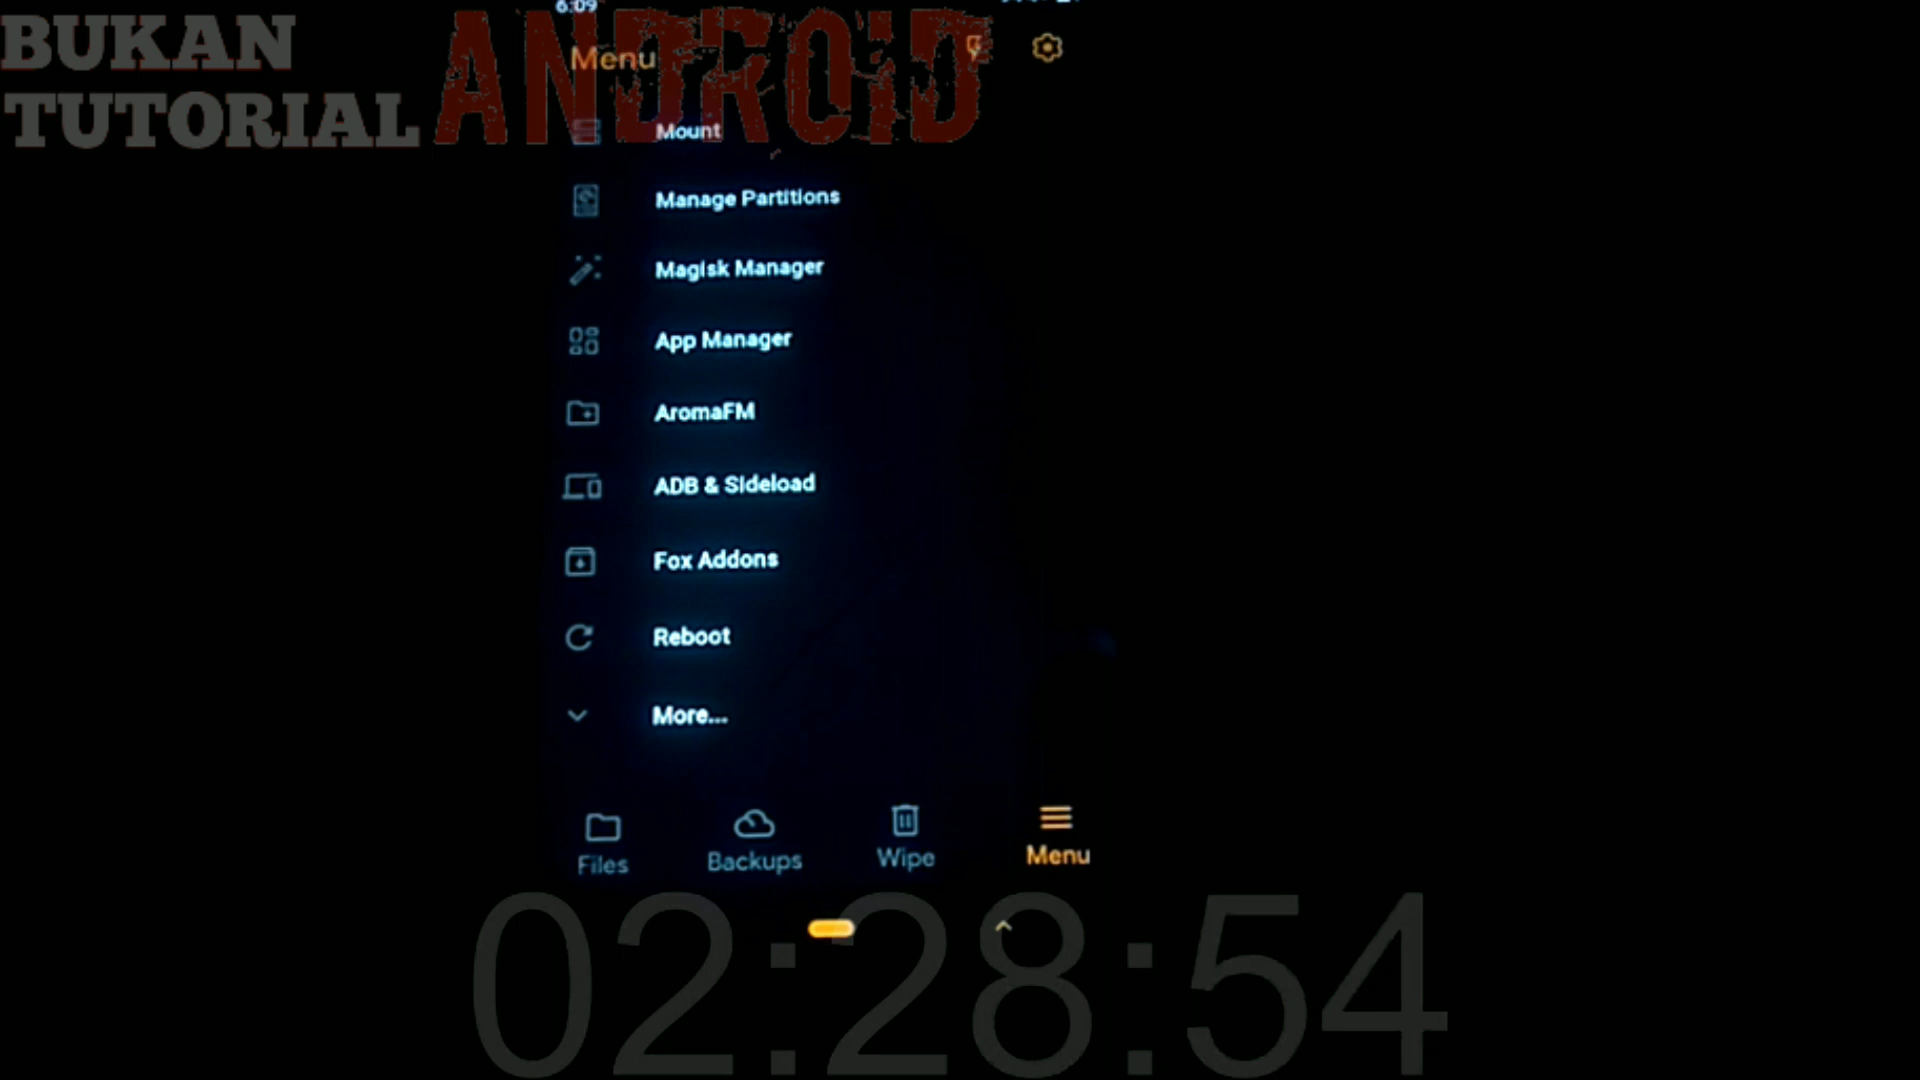 6:09
BUKAN
TUTORIAL
ANDROID
Menu
Mount
Manage Partitions
Magisk Manager
App Manager
AromaFM
ADB & Sideload
Fox Addons
Reboot
More...
Files
Backups
Wipe
Menu
02:28:54